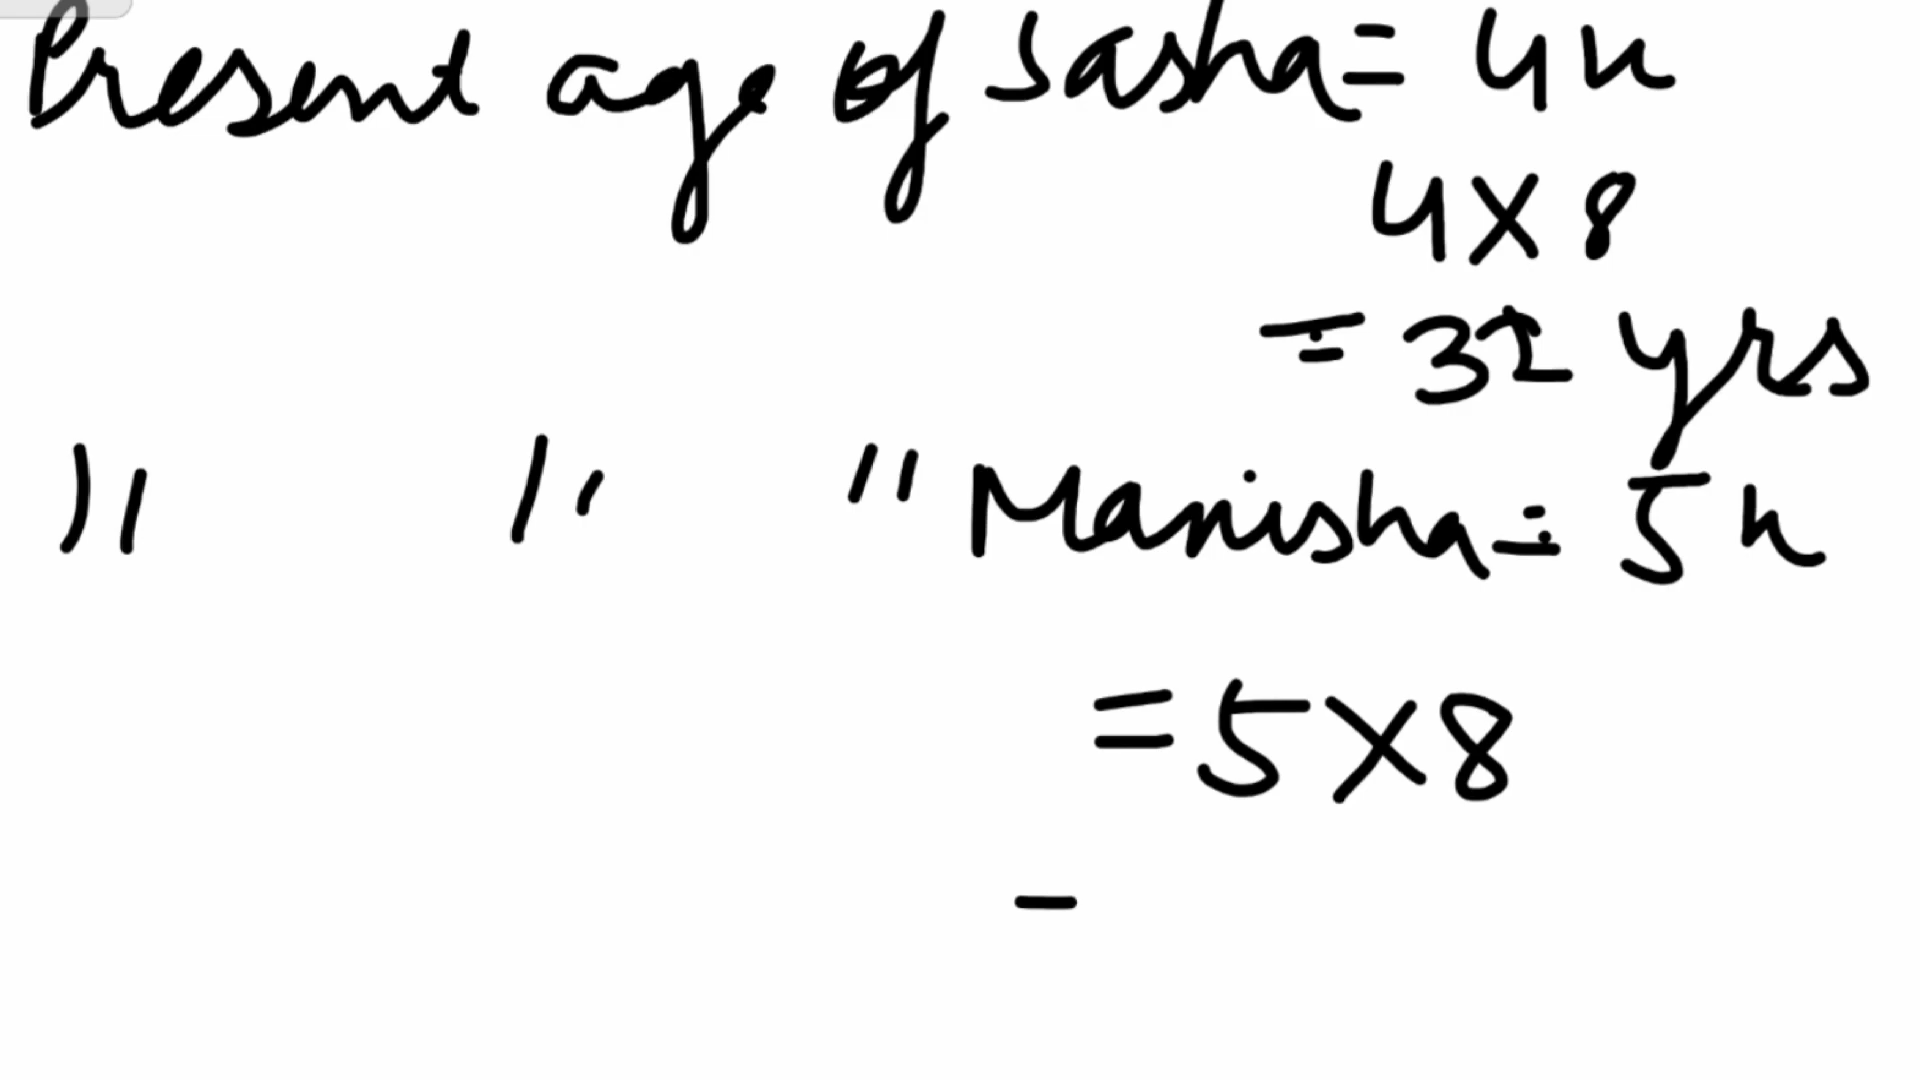 Present age of Sasha = 4x
4 x 8
= 32 yrs
" " " Manisha = 5x
= 5 x 8
-